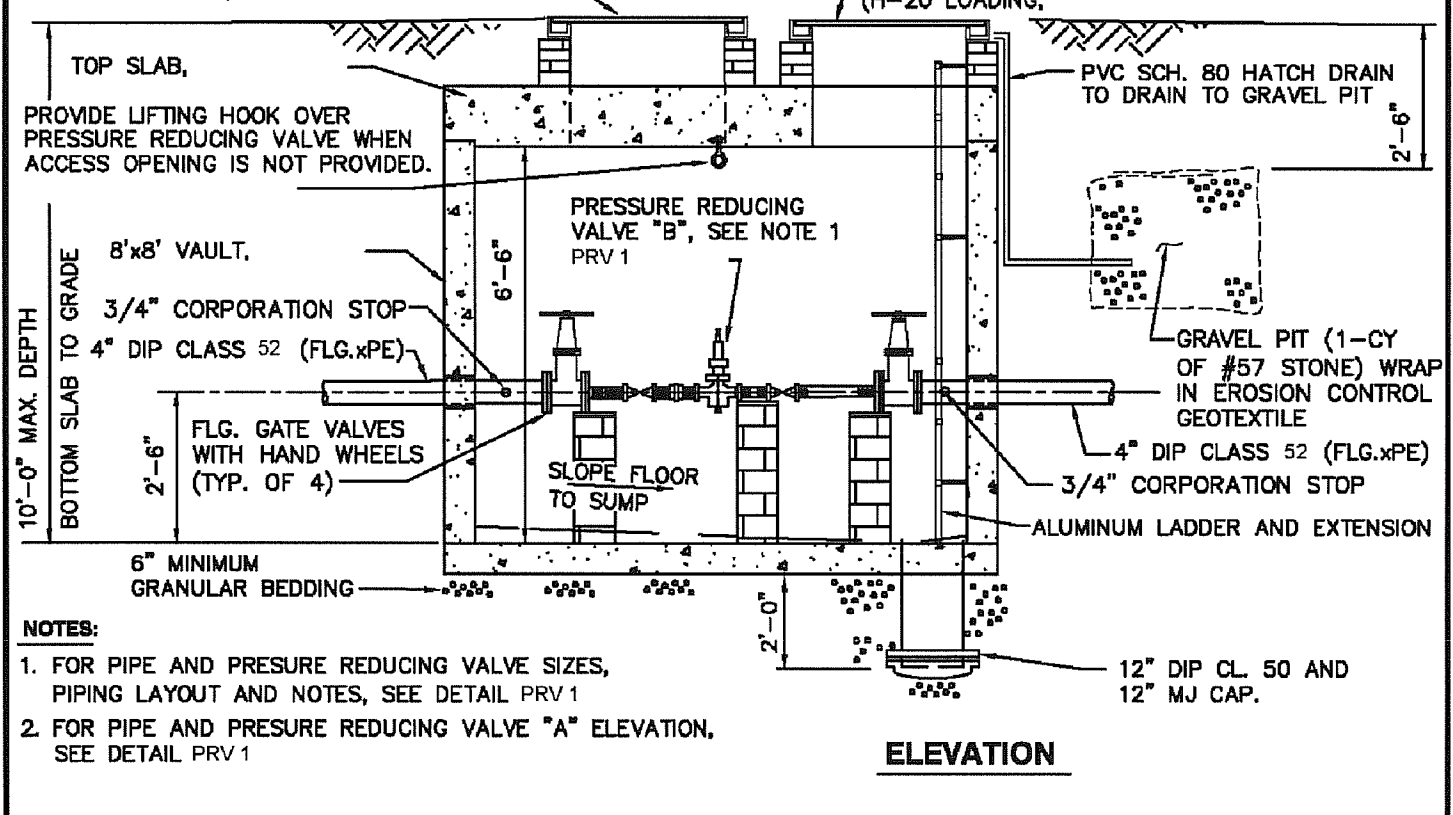 (H-20 LOADING,
TOP SLAB,
PROVIDE LIFTING HOOK OVER
PRESSURE REDUCING VALVE WHEN
ACCESS OPENING IS NOT PROVIDED.
PVC SCH. 80 HATCH DRAIN
TO DRAIN TO GRAVEL PIT
2'-6"
PRESSURE REDUCING
VALVE "B", SEE NOTE 1
PRV 1
6'-6"
8'x8' VAULT,
3/4" CORPORATION STOP
4" DIP CLASS 52 (FLG.xPE)
10'-0" MAX. DEPTH
BOTTOM SLAB TO GRADE
2'-6"
FLG. GATE VALVES
WITH HAND WHEELS
(TYP. OF 4)
SLOPE FLOOR
TO SUMP
GRAVEL PIT (1-CY
OF #57 STONE) WRAP
IN EROSION CONTROL
GEOTEXTILE
4" DIP CLASS 52 (FLG.xPE)
3/4" CORPORATION STOP
ALUMINUM LADDER AND EXTENSION
6" MINIMUM
GRANULAR BEDDING
2'-0"
12" DIP CL. 50 AND
12" MJ CAP.
NOTES:
1. FOR PIPE AND PRESURE REDUCING VALVE SIZES,
PIPING LAYOUT AND NOTES, SEE DETAIL PRV 1
2. FOR PIPE AND PRESURE REDUCING VALVE "A" ELEVATION,
SEE DETAIL PRV 1
ELEVATION